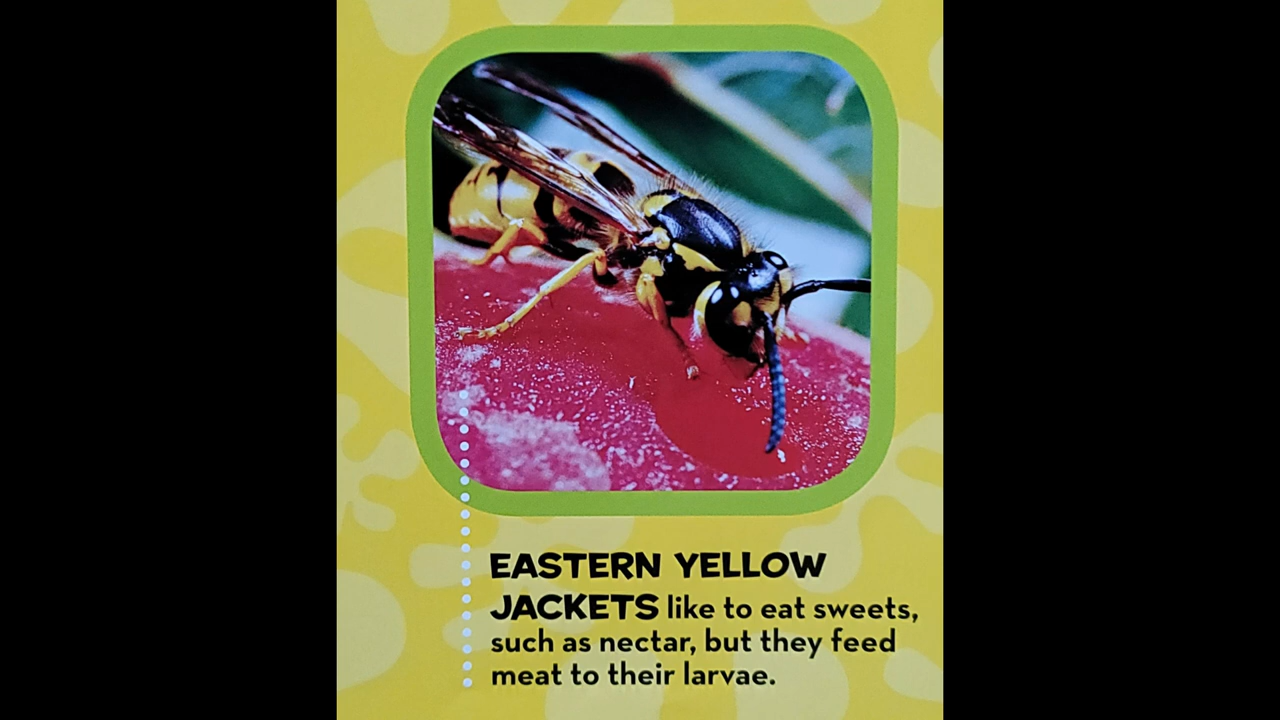 EASTERN YELLOW
JACKETS like to eat sweets,
such as nectar, but they feed
meat to their larvae.